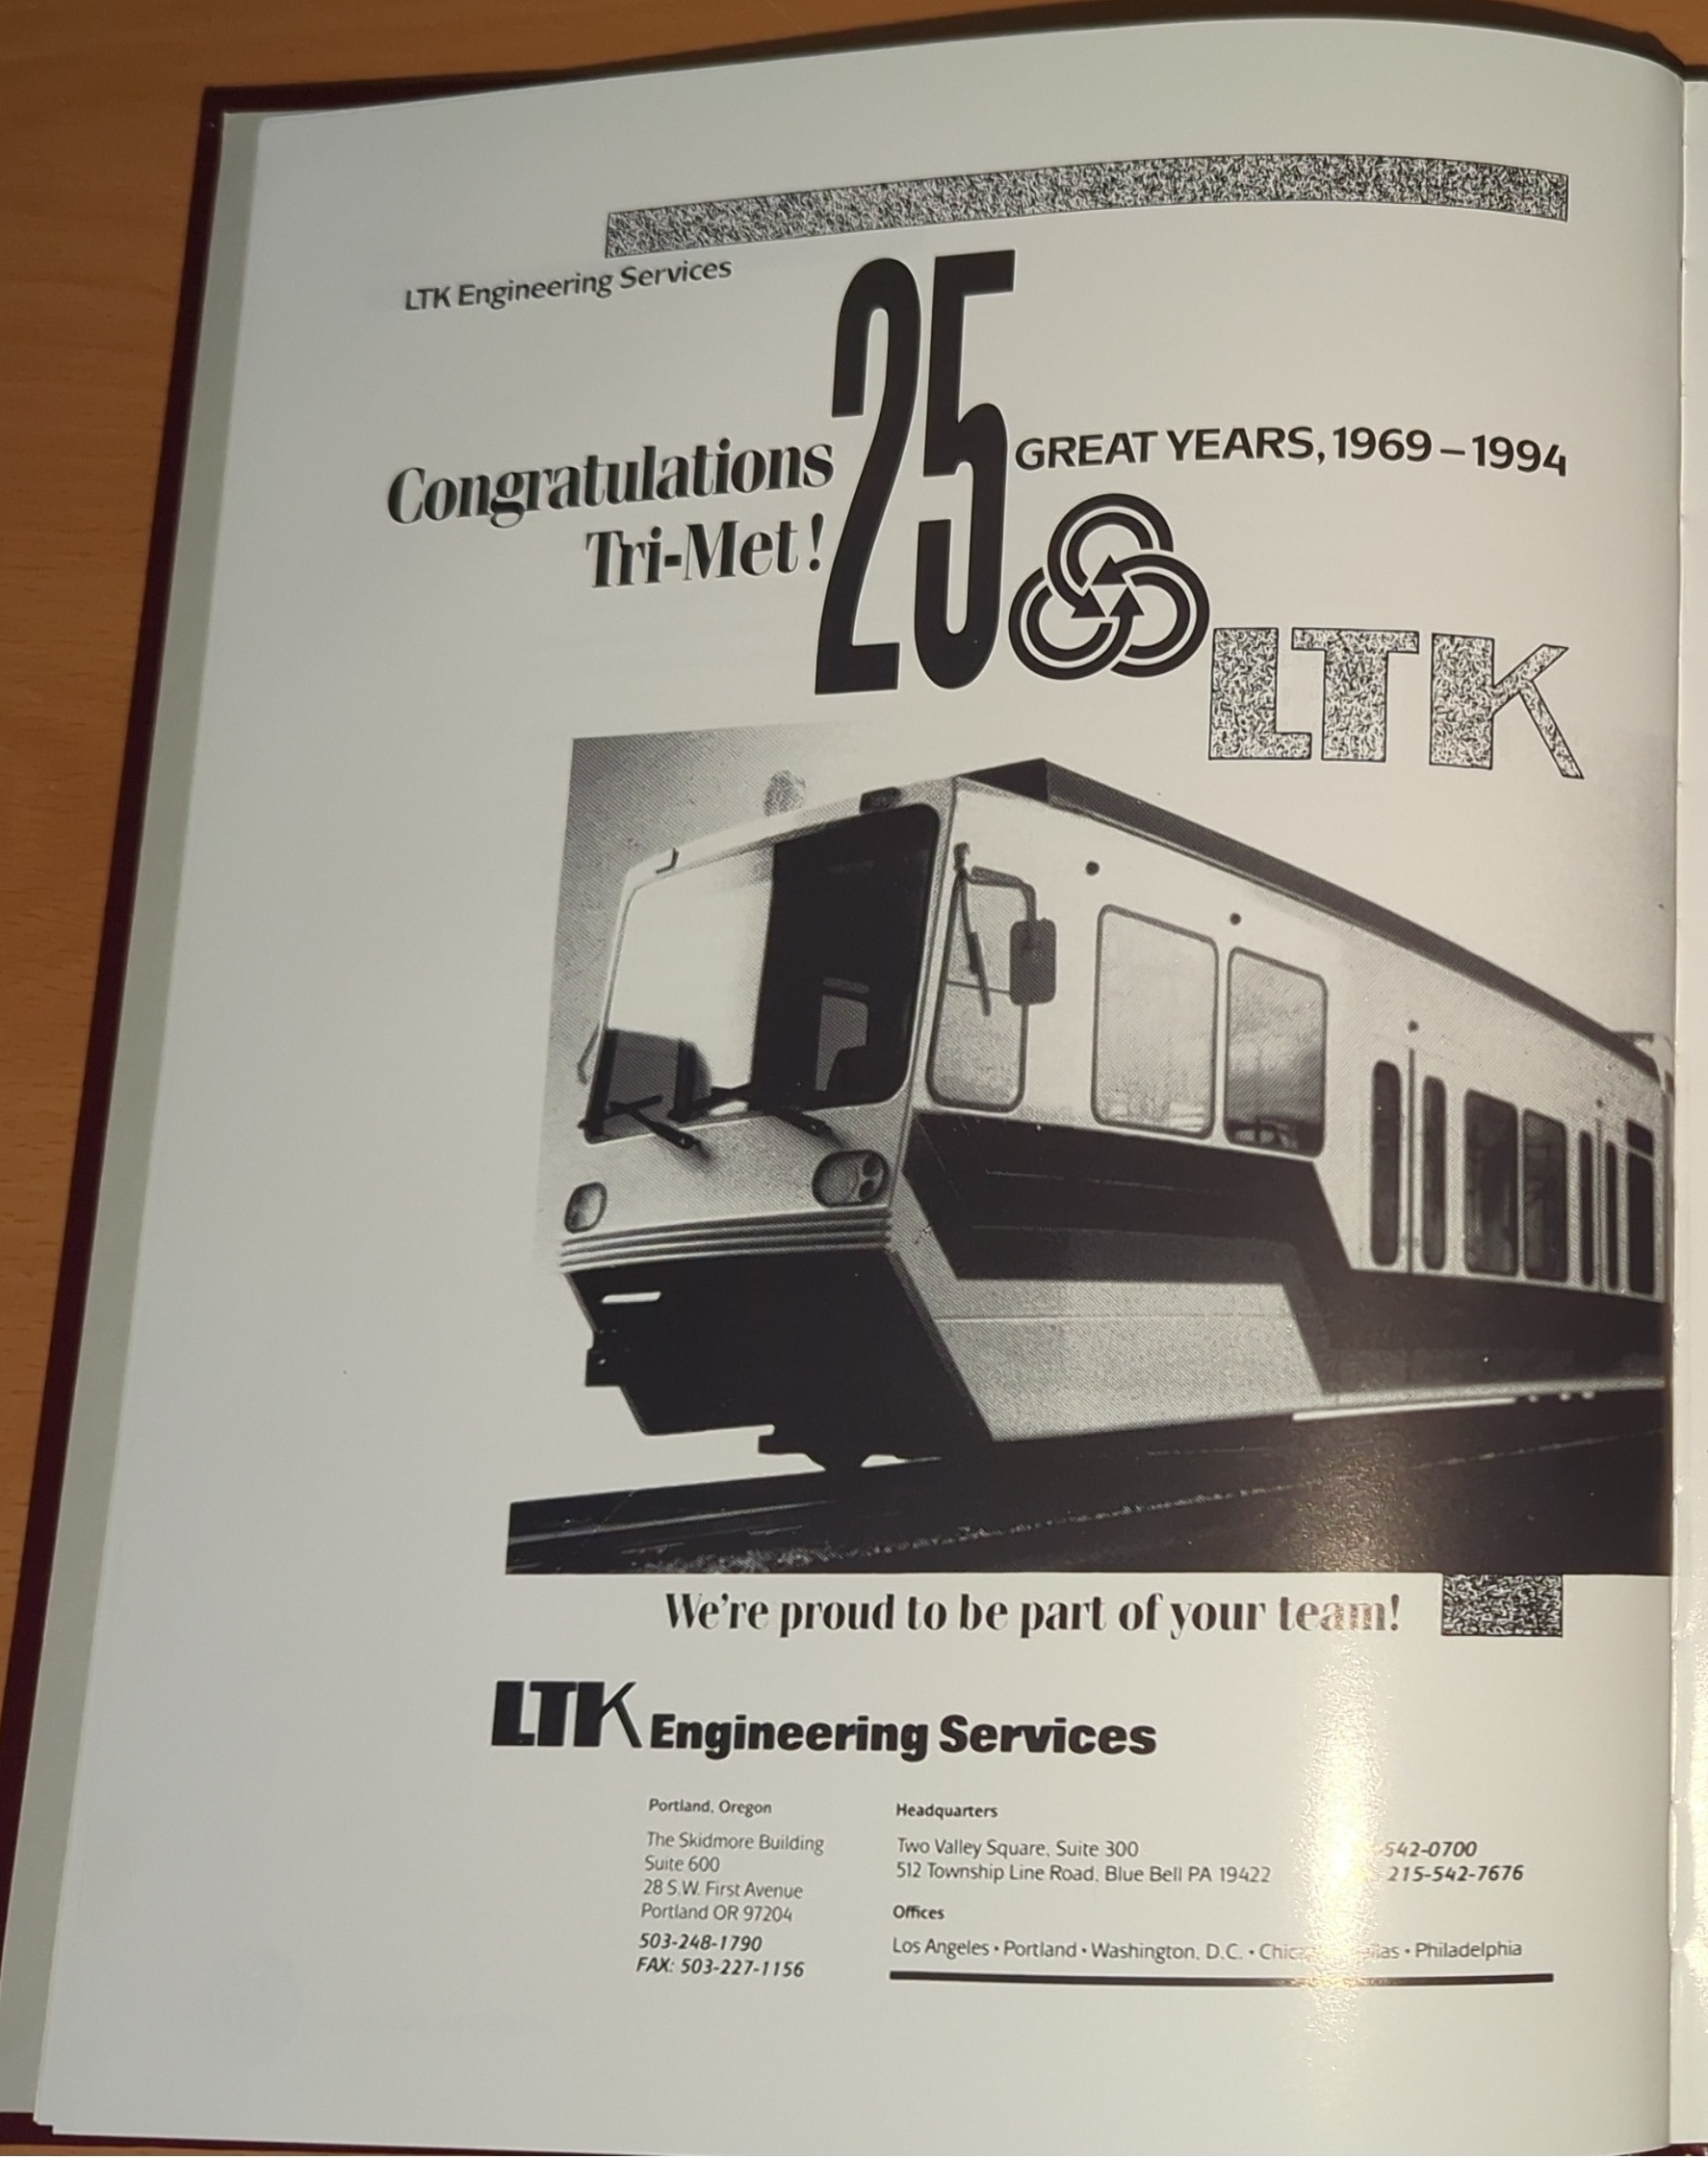 LTK Engineering Services
Congratulations
Tri-Met!
25
GREAT YEARS, 1969–1994
LTK
We're proud to be part of your team!
LTK Engineering Services
Portland, Oregon
The Skidmore Building
Suite 600
28 S.W. First Avenue
Portland OR 97204
503-248-1790
FAX: 503-227-1156
Headquarters
Two Valley Square, Suite 300
512 Township Line Road, Blue Bell PA 19422
-542-0700
215-542-7676
Offices
Los Angeles • Portland • Washington, D.C. • • Philadelphia